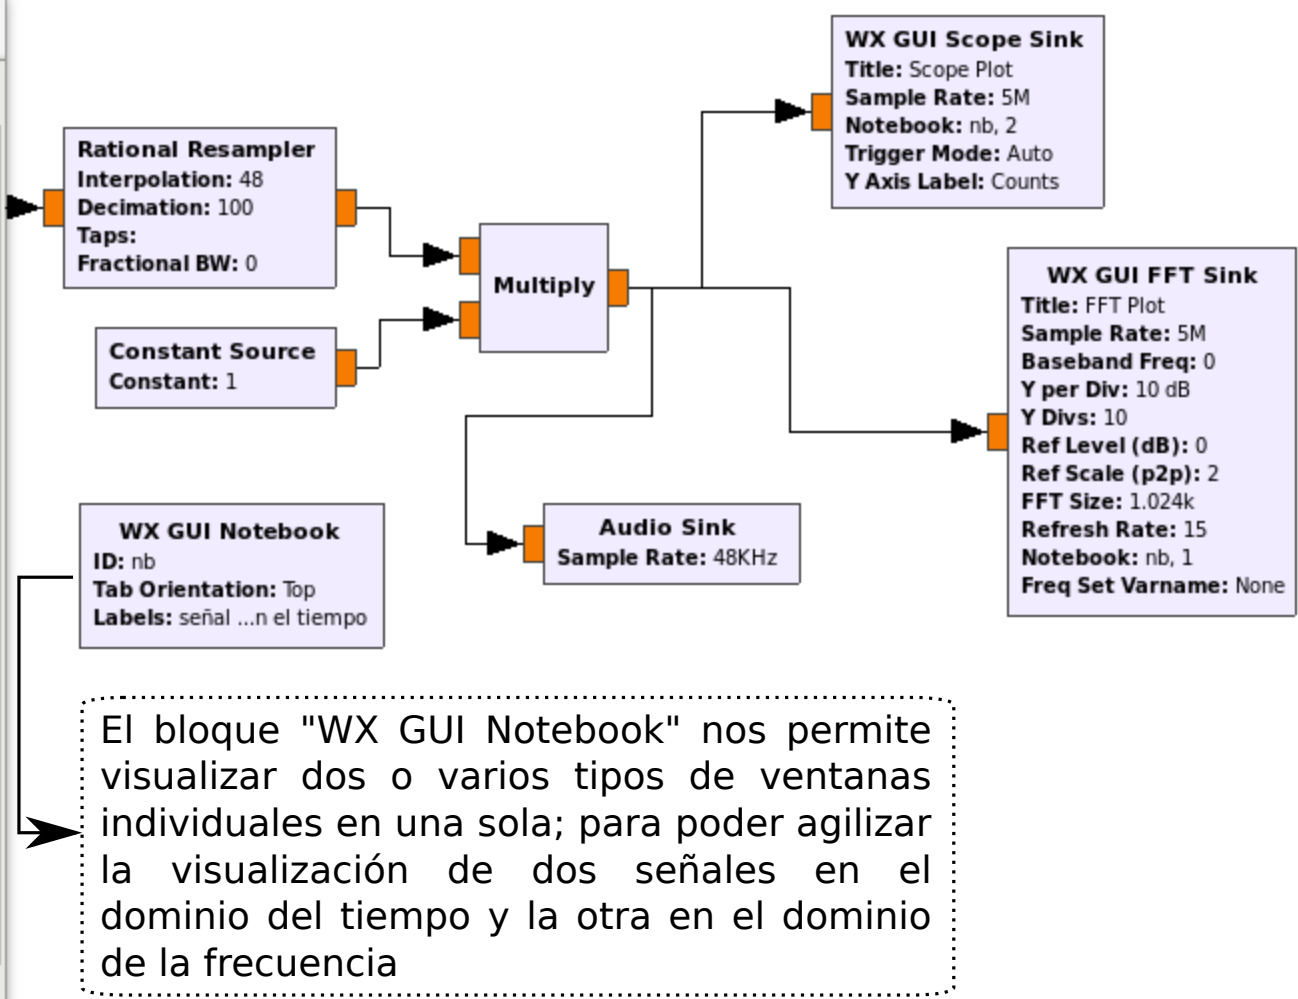 WX GUI Scope Sink
Title: Scope Plot
Sample Rate: 5M
Notebook: nb, 2
Trigger Mode: Auto
Y Axis Label: Counts
Rational Resampler
Interpolation: 48
Decimation: 100
Taps:
Fractional BW: 0
Multiply
Constant Source
Constant: 1
WX GUI FFT Sink
Title: FFT Plot
Sample Rate: 5M
Baseband Freq: 0
Y per Div: 10 dB
Y Divs: 10
Ref Level (dB): 0
Ref Scale (p2p): 2
FFT Size: 1.024k
Refresh Rate: 15
Notebook: nb, 1
Freq Set Varname: None
WX GUI Notebook
ID: nb
Tab Orientation: Top
Labels: señal ...n el tiempo
Audio Sink
Sample Rate: 48KHz
El bloque "WX GUI Notebook" nos permite
visualizar dos o varios tipos de ventanas
individuales en una sola; para poder agilizar
la visualización de dos señales en el
dominio del tiempo y la otra en el dominio
de la frecuencia